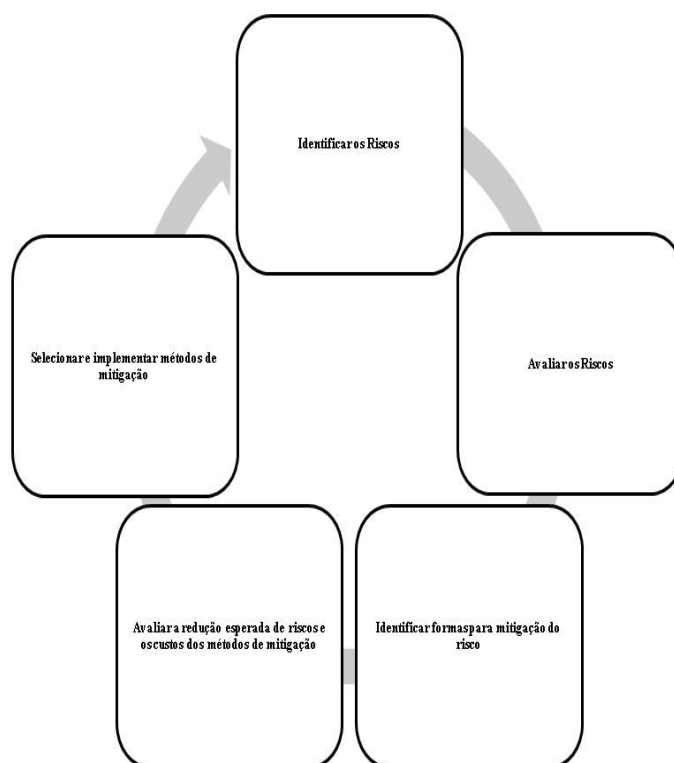 Identificar os Riscos
Avaliar os Riscos
Identificar formas para mitigação do
risco
Avaliar a redução esperada de riscos e
os custos dos métodos de mitigação
Selecionar e implementar métodos de
mitigação